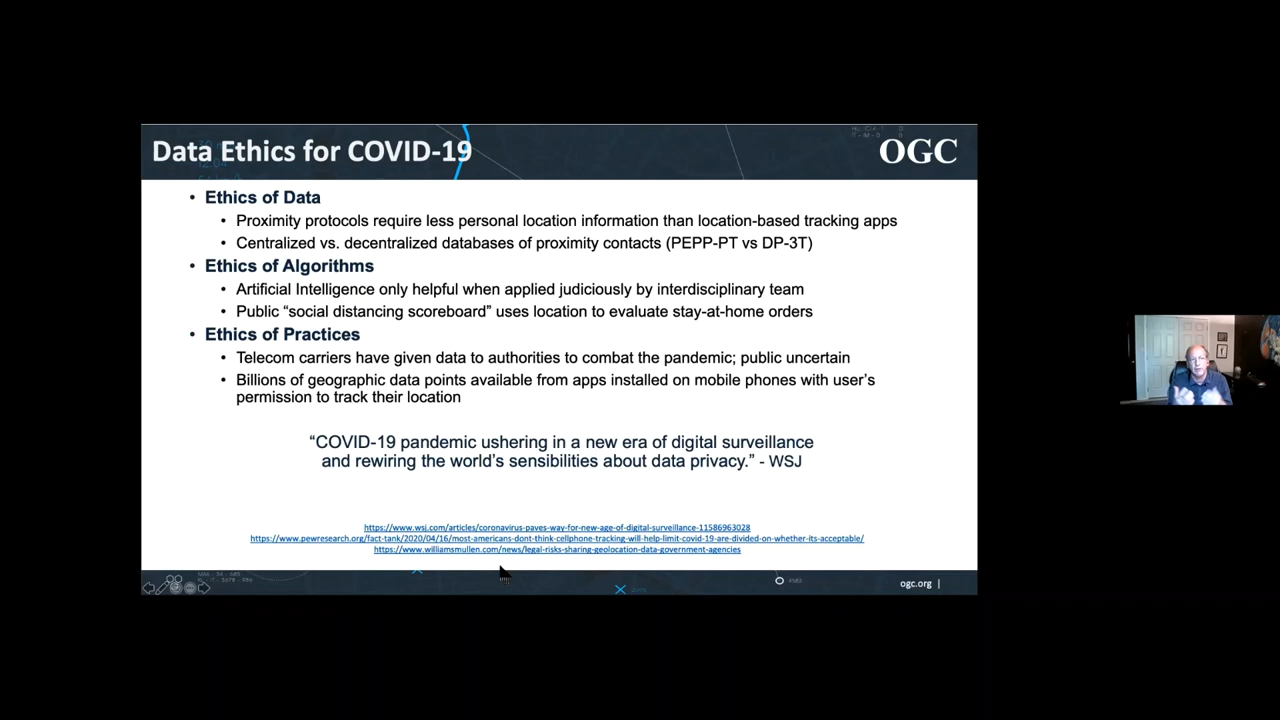 Data Ethics for COVID-19
OGC
• Ethics of Data
• Proximity protocols require less personal location information than location-based tracking apps
• Centralized vs. decentralized databases of proximity contacts (PEPP-PT vs DP-3T)
• Ethics of Algorithms
• Artificial Intelligence only helpful when applied judiciously by interdisciplinary team
• Public “social distancing scoreboard” uses location to evaluate stay-at-home orders
• Ethics of Practices
• Telecom carriers have given data to authorities to combat the pandemic; public uncertain
• Billions of geographic data points available from apps installed on mobile phones with user’s
permission to track their location
“COVID-19 pandemic ushering in a new era of digital surveillance
and rewiring the world’s sensibilities about data privacy.” - WSJ
https://www.wsj.com/articles/coronavirus-paves-way-for-new-age-of-digital-surveillance-11586963028
https://www.pewresearch.org/fact-tank/2020/04/16/most-americans-dont-think-cellphone-tracking-will-help-limit-covid-19-are-divided-on-whether-its-acceptable/
https://www.williamsmullen.com/news/legal-risks-sharing-geolocation-data-government-agencies
ogc.org |